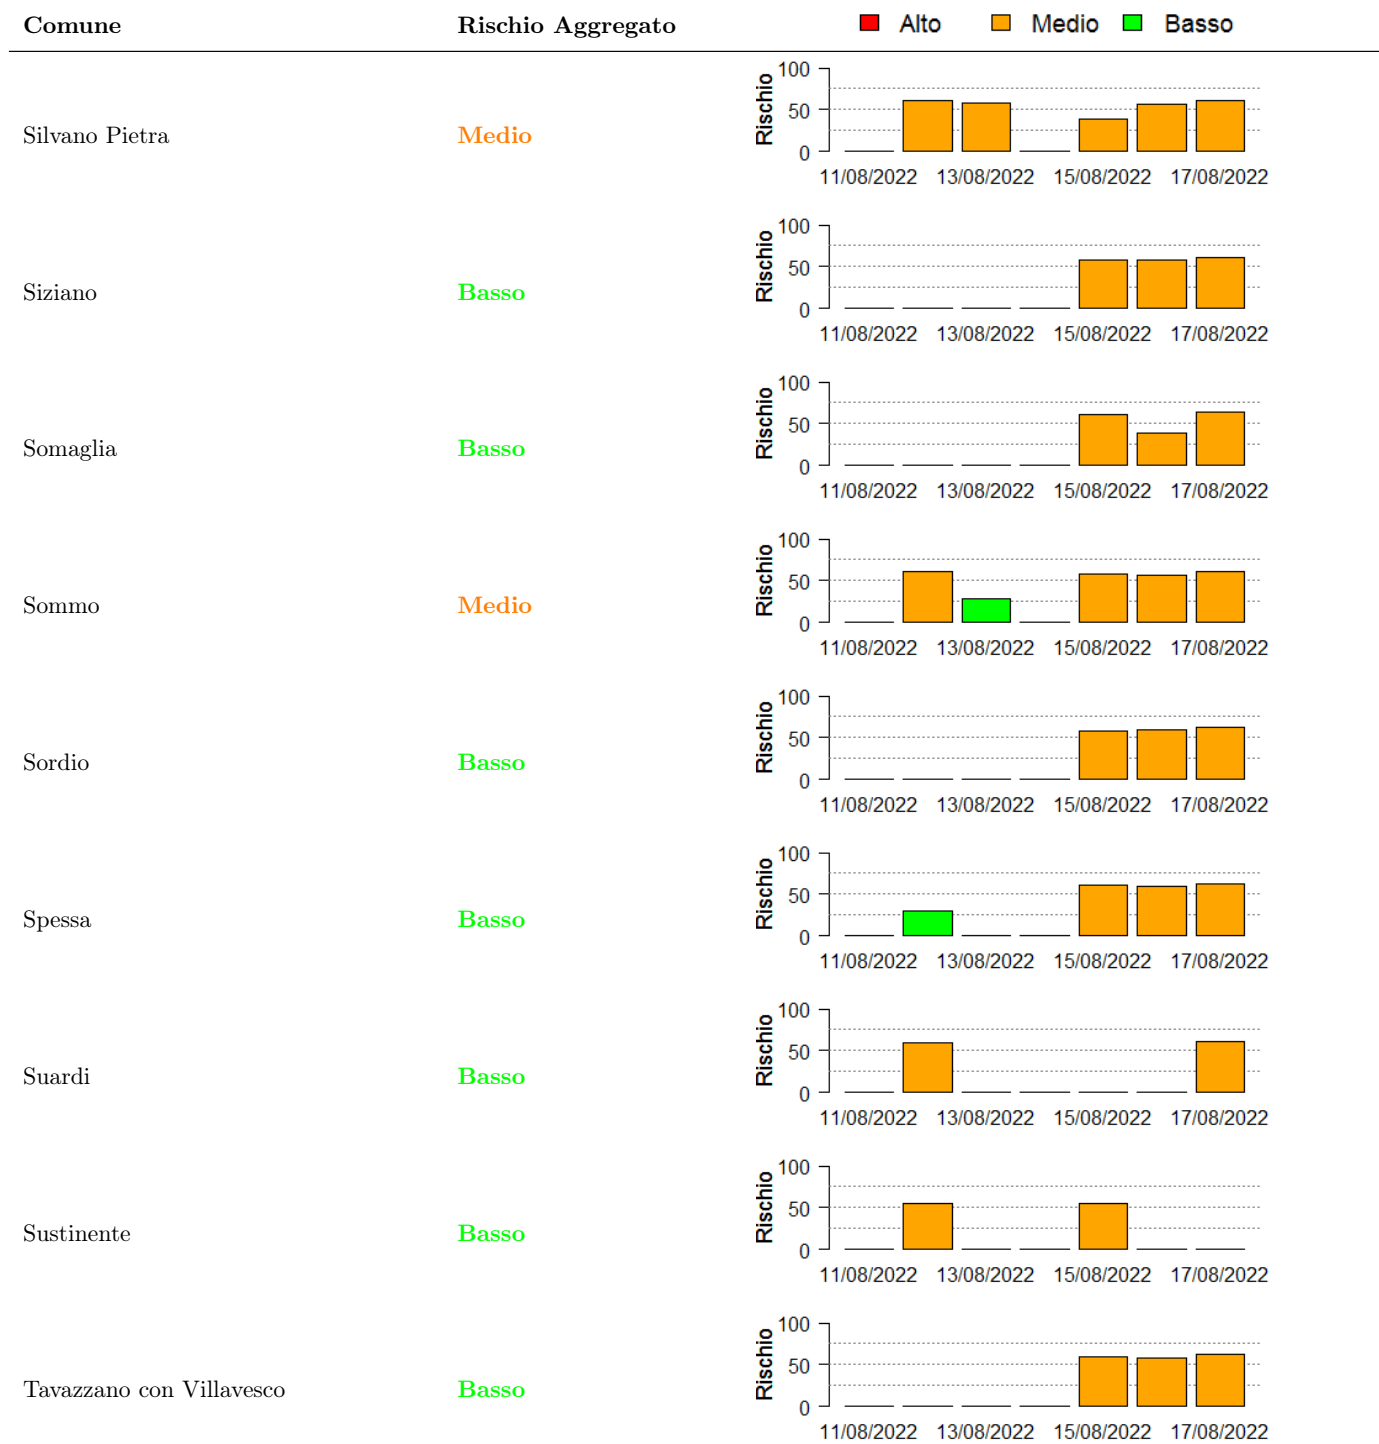 Comune Rischio Aggregato Alto Medio Basso
100
50
0
Rischio
Silvano Pietra Medio
11/08/2022 13/08/2022 15/08/2022 17/08/2022
100
50
0
Rischio
Siziano Basso
11/08/2022 13/08/2022 15/08/2022 17/08/2022
100
50
0
Rischio
Somaglia Basso
11/08/2022 13/08/2022 15/08/2022 17/08/2022
100
50
0
Rischio
Sommo Medio
11/08/2022 13/08/2022 15/08/2022 17/08/2022
100
50
0
Rischio
Sordio Basso
11/08/2022 13/08/2022 15/08/2022 17/08/2022
100
50
0
Rischio
Spessa Basso
11/08/2022 13/08/2022 15/08/2022 17/08/2022
100
50
0
Rischio
Suardi Basso
11/08/2022 13/08/2022 15/08/2022 17/08/2022
100
50
0
Rischio
Sustinente Basso
11/08/2022 13/08/2022 15/08/2022 17/08/2022
100
50
0
Rischio
Tavazzano con Villavesco Basso
11/08/2022 13/08/2022 15/08/2022 17/08/2022